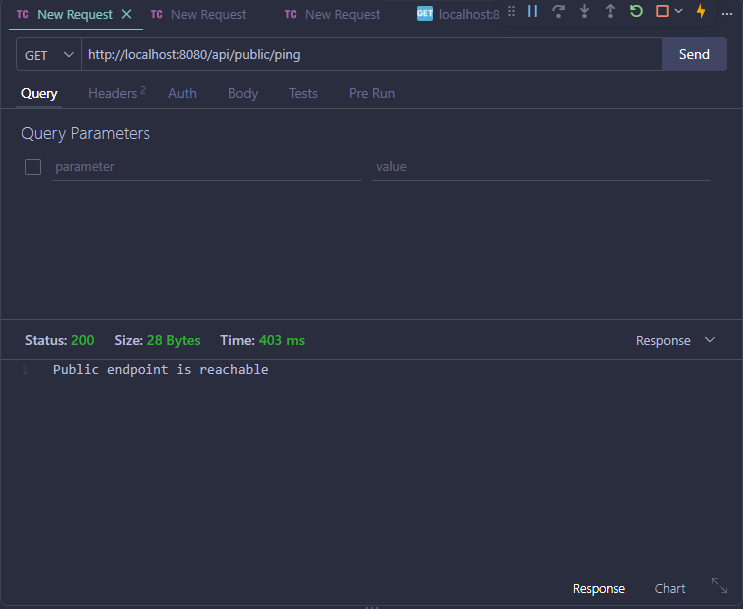 TC New Request TC New Request TC New Request GET localhost:8
GET http://localhost:8080/api/public/ping Send
Query Headers 2 Auth Body Tests Pre Run
Query Parameters
parameter value
Status: 200 Size: 28 Bytes Time: 403 ms Response
1 Public endpoint is reachable
Response Chart